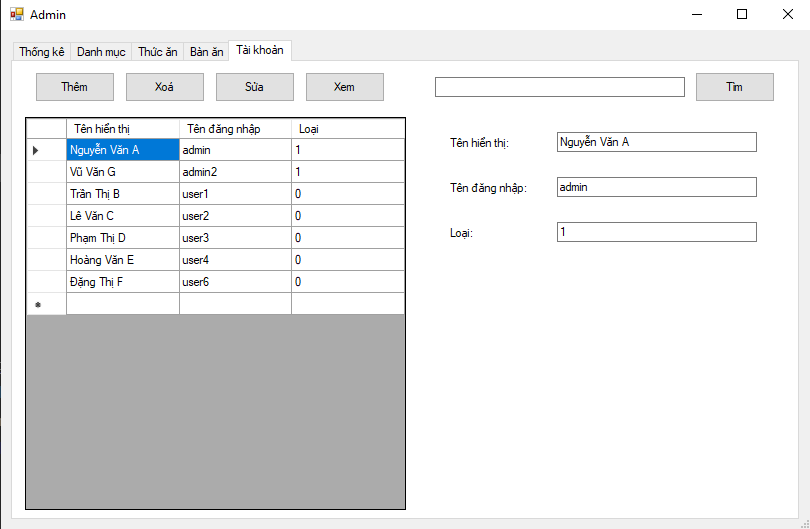 Admin
Thống kê Danh mục Thức ăn Bàn ăn Tài khoản
Thêm Xoá Sửa Xem Tìm
Tên hiển thị Tên đăng nhập Loại
Nguyễn Văn A admin 1
Vũ Văn G admin2 1
Trần Thị B user1 0
Lê Văn C user2 0
Phạm Thị D user3 0
Hoàng Văn E user4 0
Đặng Thị F user6 0
Tên hiển thị: Nguyễn Văn A
Tên đăng nhập: admin
Loại: 1